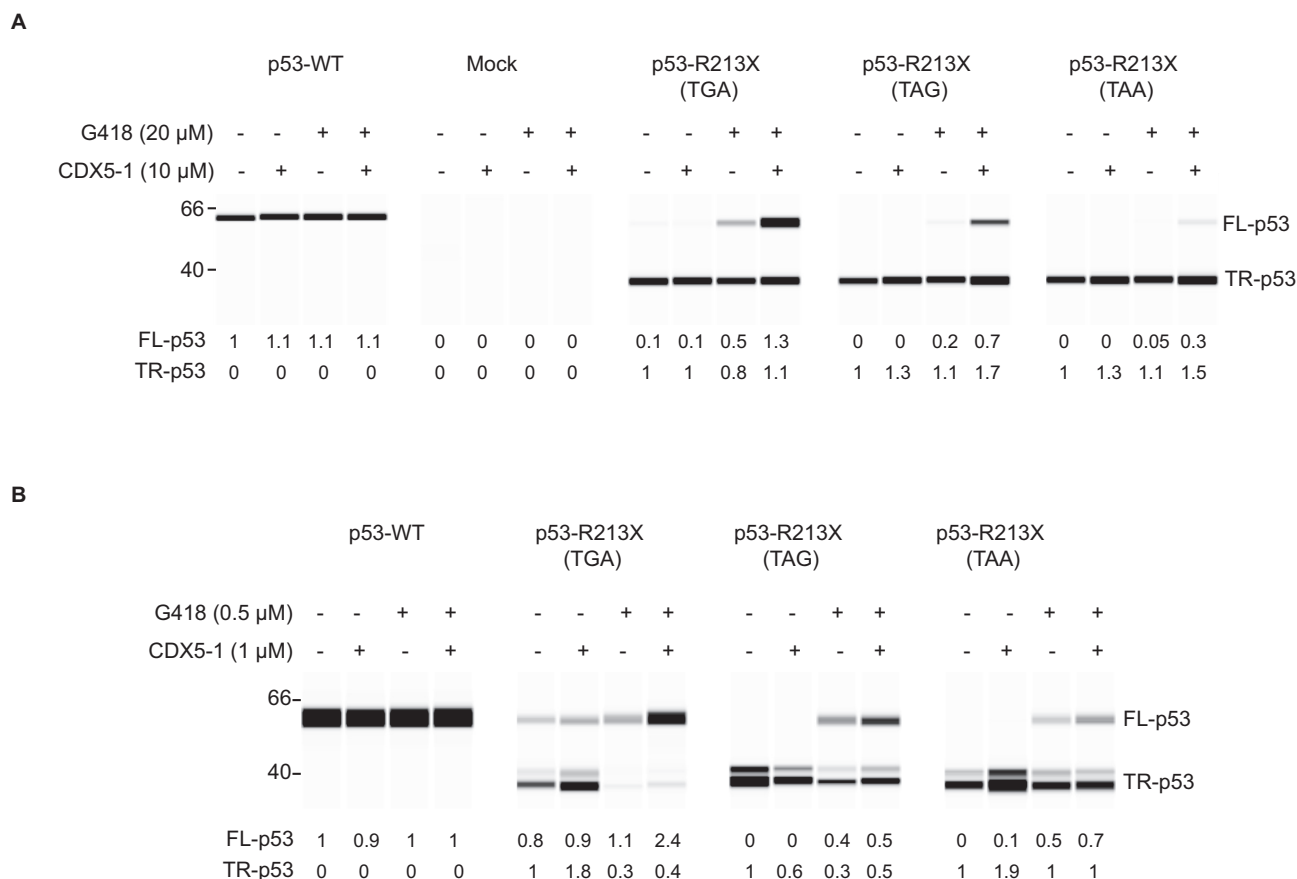 A
p53-WT Mock p53-R213X (TGA) p53-R213X (TAG) p53-R213X (TAA)
G418 (20 µM) - - + + - - + + - - + + - - + + - - + +
CDX5-1 (10 µM) - + - + - + - + - + - + - + - + - + - +
66
FL-p53
40
TR-p53
FL-p53 1 1.1 1.1 1.1 0 0 0 0 0.1 0.1 0.5 1.3 0 0 0.2 0.7 0 0 0.05 0.3
TR-p53 0 0 0 0 0 0 0 0 1 1 0.8 1.1 1 1.3 1.1 1.7 1 1.3 1.1 1.5
B
p53-WT p53-R213X (TGA) p53-R213X (TAG) p53-R213X (TAA)
G418 (0.5 µM) - - + + - - + + - - + + - - + +
CDX5-1 (1 µM) - + - + - + - + - + - + - + - +
66
FL-p53
40
TR-p53
FL-p53 1 0.9 1 1 0.8 0.9 1.1 2.4 0 0 0.4 0.5 0 0.1 0.5 0.7
TR-p53 0 0 0 0 1 1.8 0.3 0.4 1 0.6 0.3 0.5 1 1.9 1 1